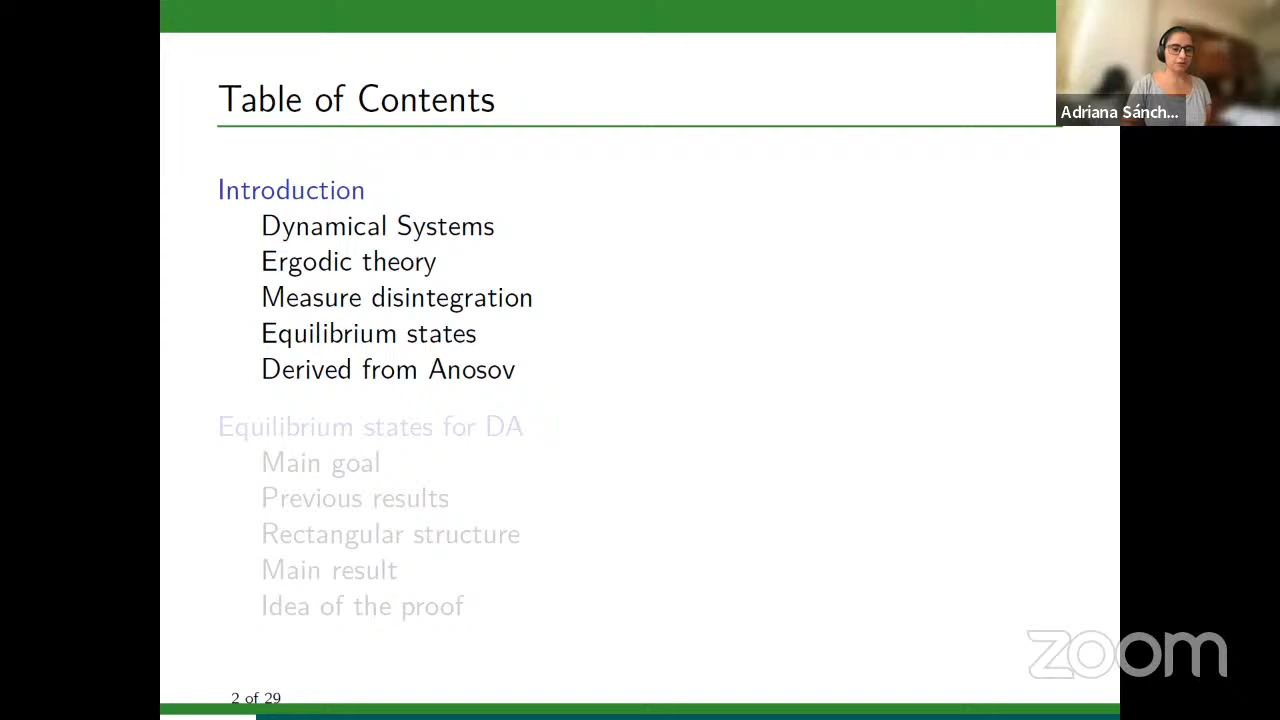 Table of Contents
Adriana Sánch...
Introduction
Dynamical Systems
Ergodic theory
Measure disintegration
Equilibrium states
Derived from Anosov
Equilibrium states for DA
Main goal
Previous results
Rectangular structure
Main result
Idea of the proof
zoom
2 of 29